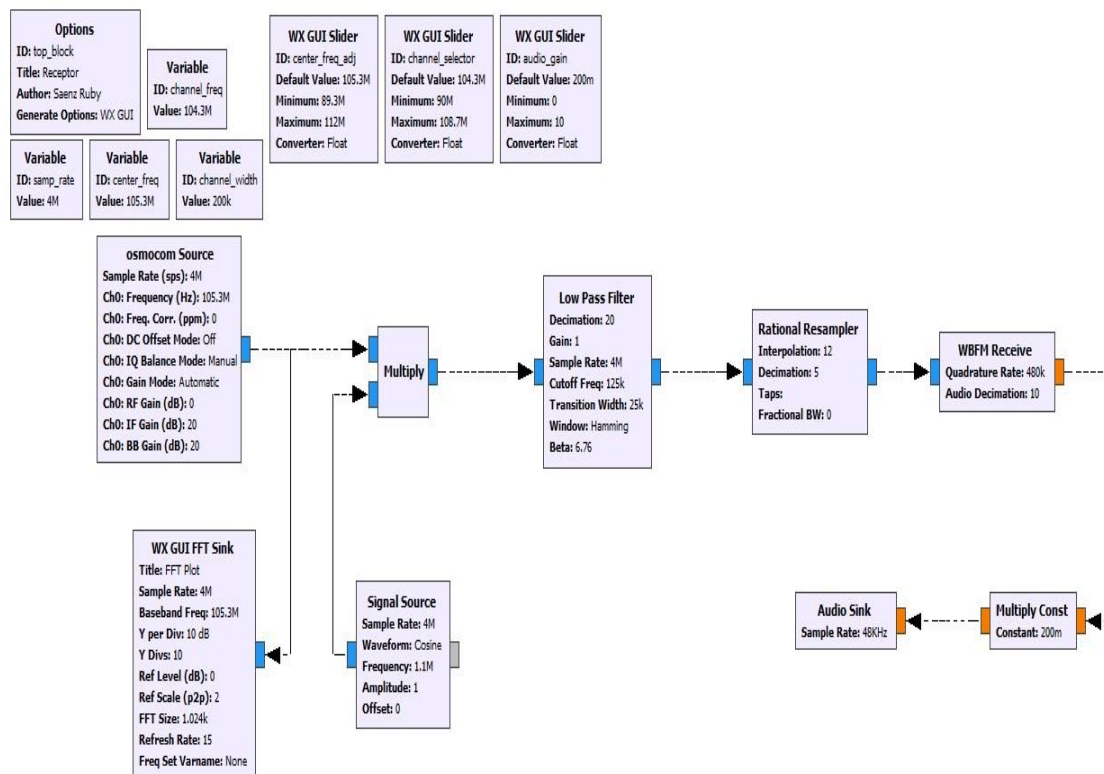 Options
ID: top_block
Title: Receptor
Author: Saenz Ruby
Generate Options: WX GUI
Variable
ID: channel_freq
Value: 104.3M
WX GUI Slider
ID: center_freq_adj
Default Value: 105.3M
Minimum: 89.3M
Maximum: 112M
Converter: Float
WX GUI Slider
ID: channel_selector
Default Value: 104.3M
Minimum: 90M
Maximum: 108.7M
Converter: Float
WX GUI Slider
ID: audio_gain
Default Value: 200m
Minimum: 0
Maximum: 10
Converter: Float
Variable
ID: samp_rate
Value: 4M
Variable
ID: center_freq
Value: 105.3M
Variable
ID: channel_width
Value: 200k
osmocom Source
Sample Rate (sps): 4M
Ch0: Frequency (Hz): 105.3M
Ch0: Freq. Corr. (ppm): 0
Ch0: DC Offset Mode: Off
Ch0: IQ Balance Mode: Manual
Ch0: Gain Mode: Automatic
Ch0: RF Gain (dB): 0
Ch0: IF Gain (dB): 20
Ch0: BB Gain (dB): 20
Multiply
Low Pass Filter
Decimation: 20
Gain: 1
Sample Rate: 4M
Cutoff Freq: 125k
Transition Width: 25k
Window: Hamming
Beta: 6.76
Rational Resampler
Interpolation: 12
Decimation: 5
Taps:
Fractional BW: 0
WBFM Receive
Quadrature Rate: 480k
Audio Decimation: 10
WX GUI FFT Sink
Title: FFT Plot
Sample Rate: 4M
Baseband Freq: 105.3M
Y per Div: 10 dB
Y Divs: 10
Ref Level (dB): 0
Ref Scale (p2p): 2
FFT Size: 1.024k
Refresh Rate: 15
Freq Set Varname: None
Signal Source
Sample Rate: 4M
Waveform: Cosine
Frequency: 1.1M
Amplitude: 1
Offset: 0
Audio Sink
Sample Rate: 48KHz
Multiply Const
Constant: 200m